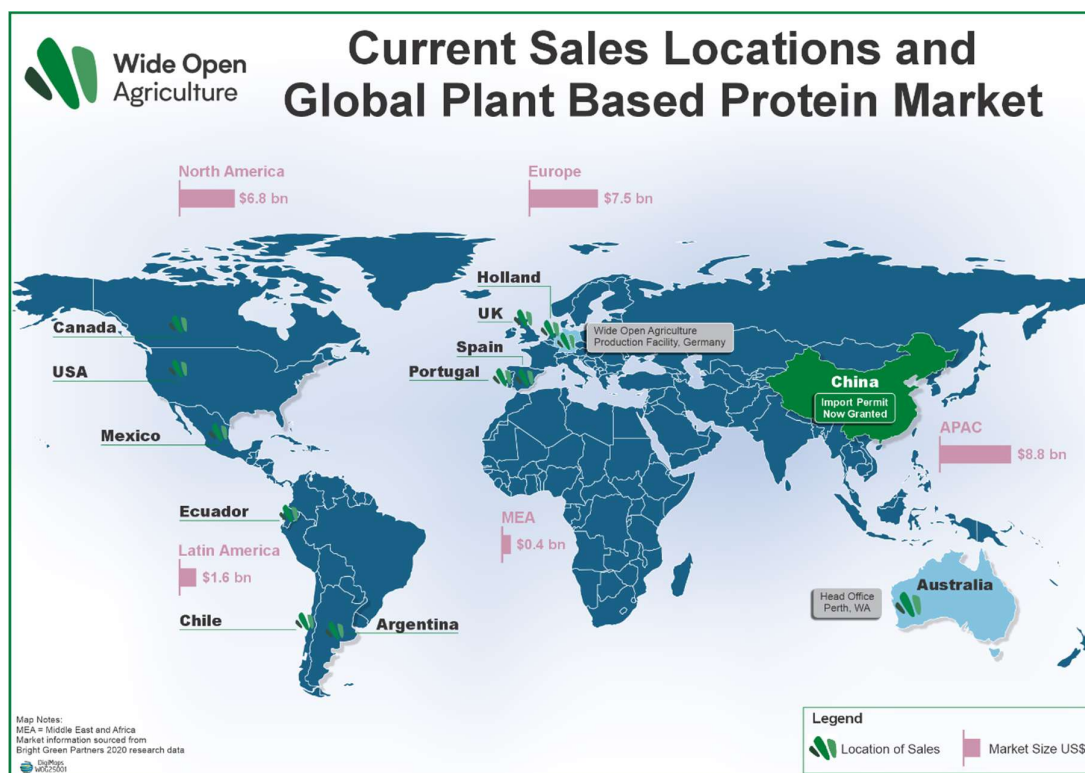 Wide Open
Agriculture
Current Sales Locations and
Global Plant Based Protein Market
North America
$6.8 bn
Europe
$7.5 bn
Holland
UK
Wide Open Agriculture
Production Facility, Germany
Spain
Portugal
Canada
USA
Mexico
China
Import Permit
Now Granted
APAC
$8.8 bn
Ecuador
MEA
$0.4 bn
Latin America
$1.6 bn
Chile
Argentina
Australia
Head Office
Perth, WA
Map Notes:
MEA = Middle East and Africa
Market information sourced from
Bright Green Partners 2020 research data
DigiMaps
WOG25001
Legend
Location of Sales
Market Size US$